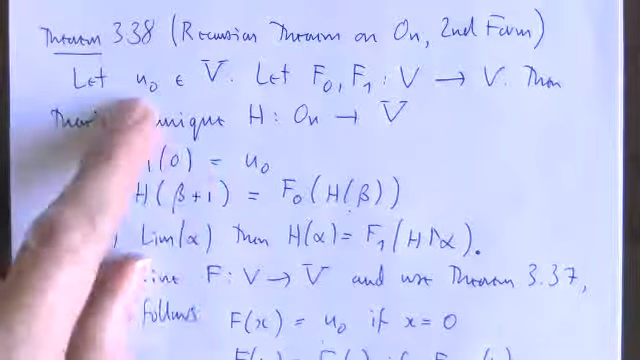 Theorem 3.38 (Recursion Theorem on On, 2nd Form)
Let u₀ ∈ V. Let F₀, F₁ : V → V. Then
unique H : On → V
(0) = u₀
H(β+1) = F₀(H(β))
Lim(α) then H(α) = F₁(H↾α).
F : V → V and use Theorem 3.37,
follows F(x) = u₀ if x = 0